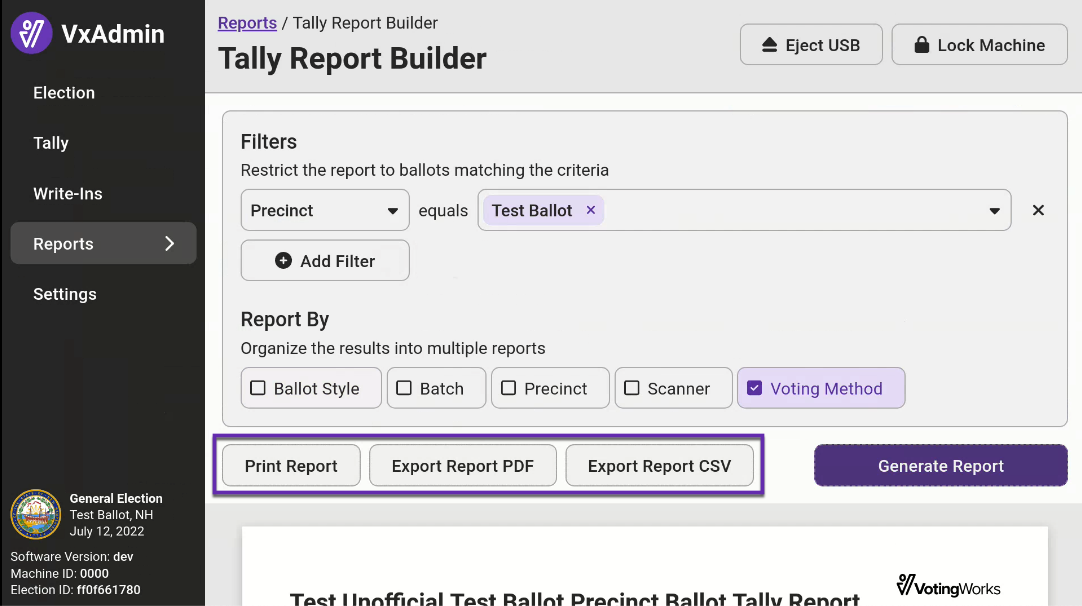 VxAdmin
Election
Tally
Write-Ins
Reports
Settings
General Election
Test Ballot, NH
July 12, 2022
Software Version: dev
Machine ID: 0000
Election ID: ff0f661780
Reports / Tally Report Builder
Tally Report Builder
Eject USB
Lock Machine
Filters
Restrict the report to ballots matching the criteria
Precinct equals Test Ballot ×
Add Filter
Report By
Organize the results into multiple reports
Ballot Style Batch Precinct Scanner Voting Method
Print Report Export Report PDF Export Report CSV Generate Report
VotingWorks
Test Unofficial Test Ballot Precinct Ballot Tally Report